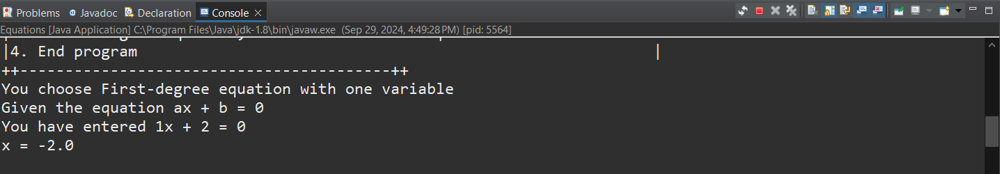 Problems @ Javadoc Declaration Console
Equations [Java Application] C:\Program Files\Java\jdk-1.8\bin\javaw.exe (Sep 29, 2024, 4:49:28 PM) [pid: 5564]
|4. End program |
++-----------------------------------------++
You choose First-degree equation with one variable
Given the equation ax + b = 0
You have entered 1x + 2 = 0
x = -2.0